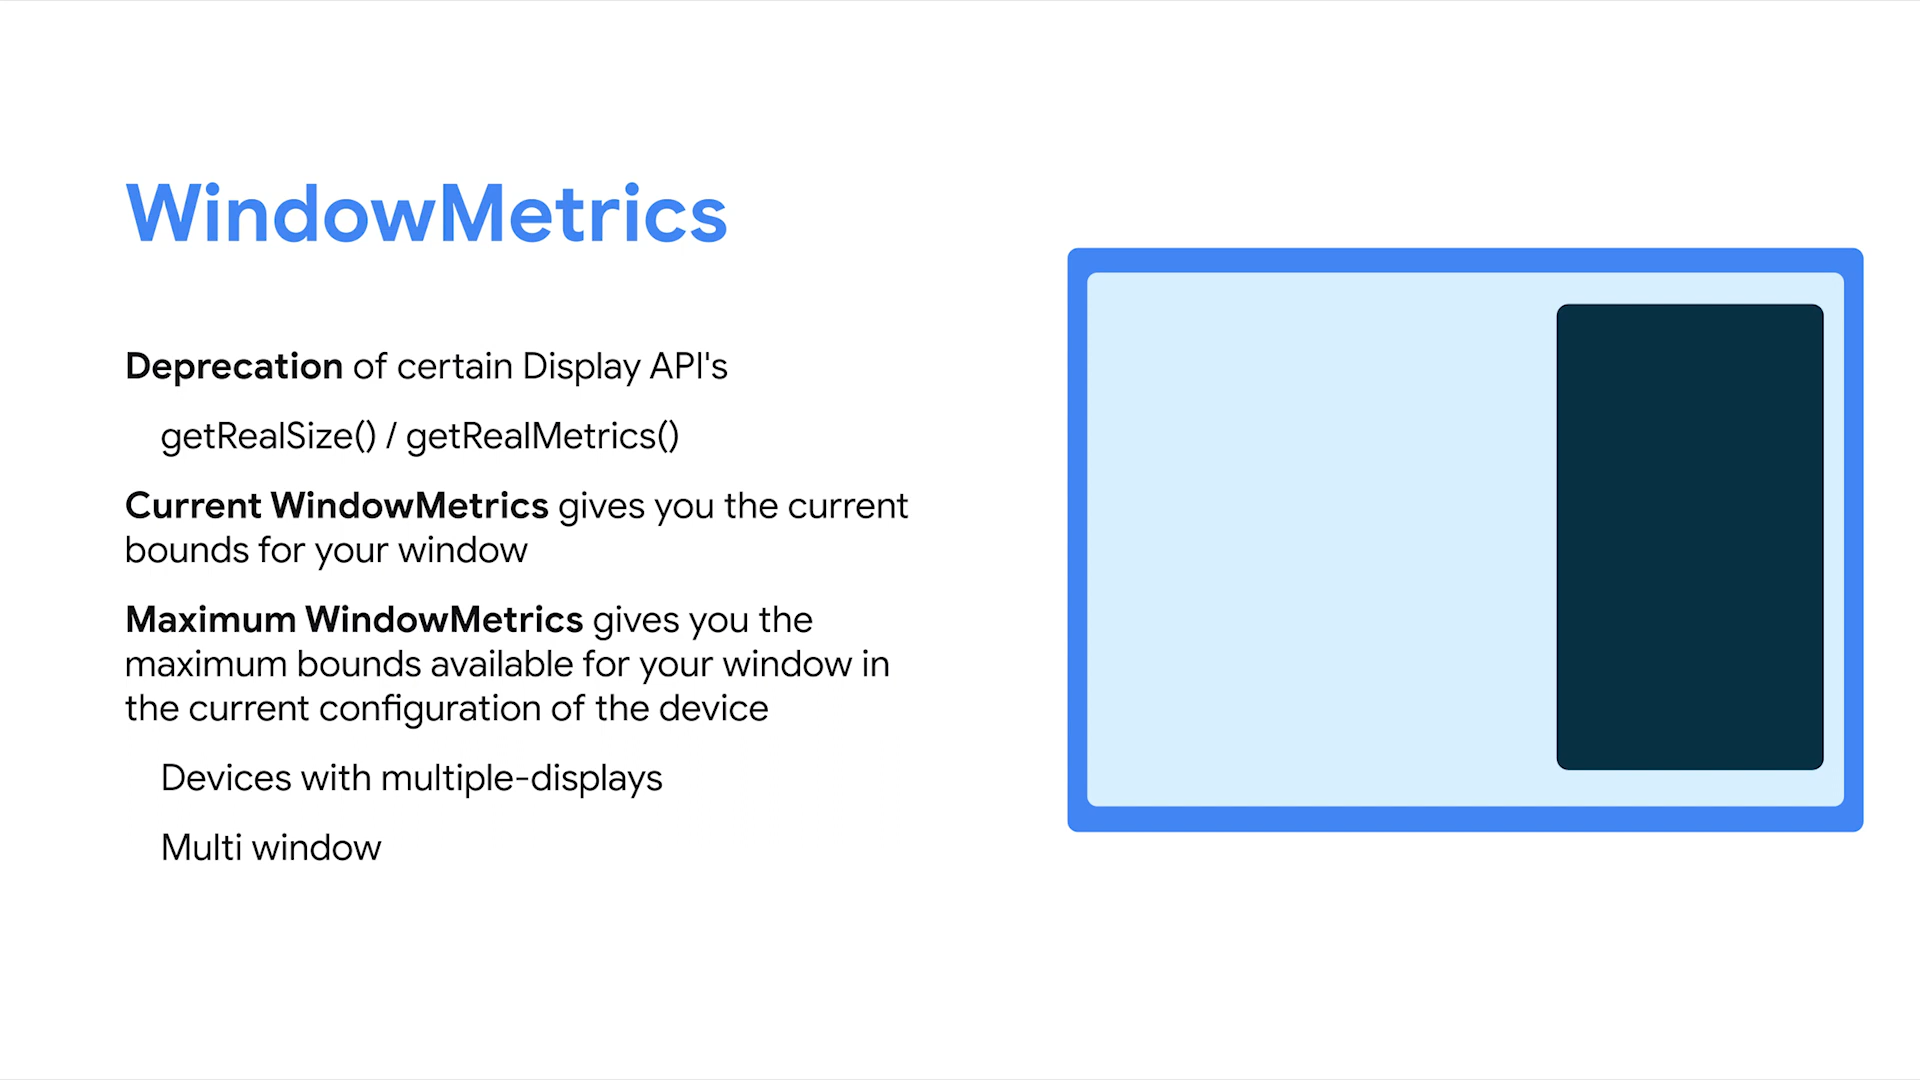 WindowMetrics
Deprecation of certain Display API's
getRealSize() / getRealMetrics()
Current WindowMetrics gives you the current
bounds for your window
Maximum WindowMetrics gives you the
maximum bounds available for your window in
the current configuration of the device
Devices with multiple-displays
Multi window